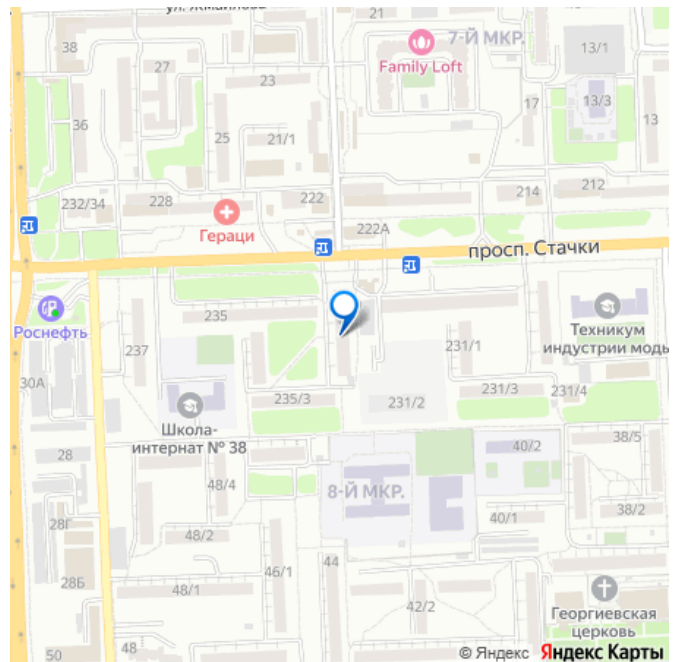 ул. Жмайлова
21
7-Й МКР.
38
27
Family Loft
13/1
23
36
17
13/3
13
25
21/1
232/34
228
222
214
212
Гераци
222А
просп. Стачки
Роснефть
235
Техникум
индустрии моды
237
231/1
30А
235/3
231/2
231/3
231/4
Школа-
интернат № 38
28
48/4
40/2
38/5
8-Й МКР.
28Г
48/2
40/1
38/2
28Б
46/1
44
48/1
42/2
Георгиевская
церковь
50
48
© Яндекс Яндекс Карты